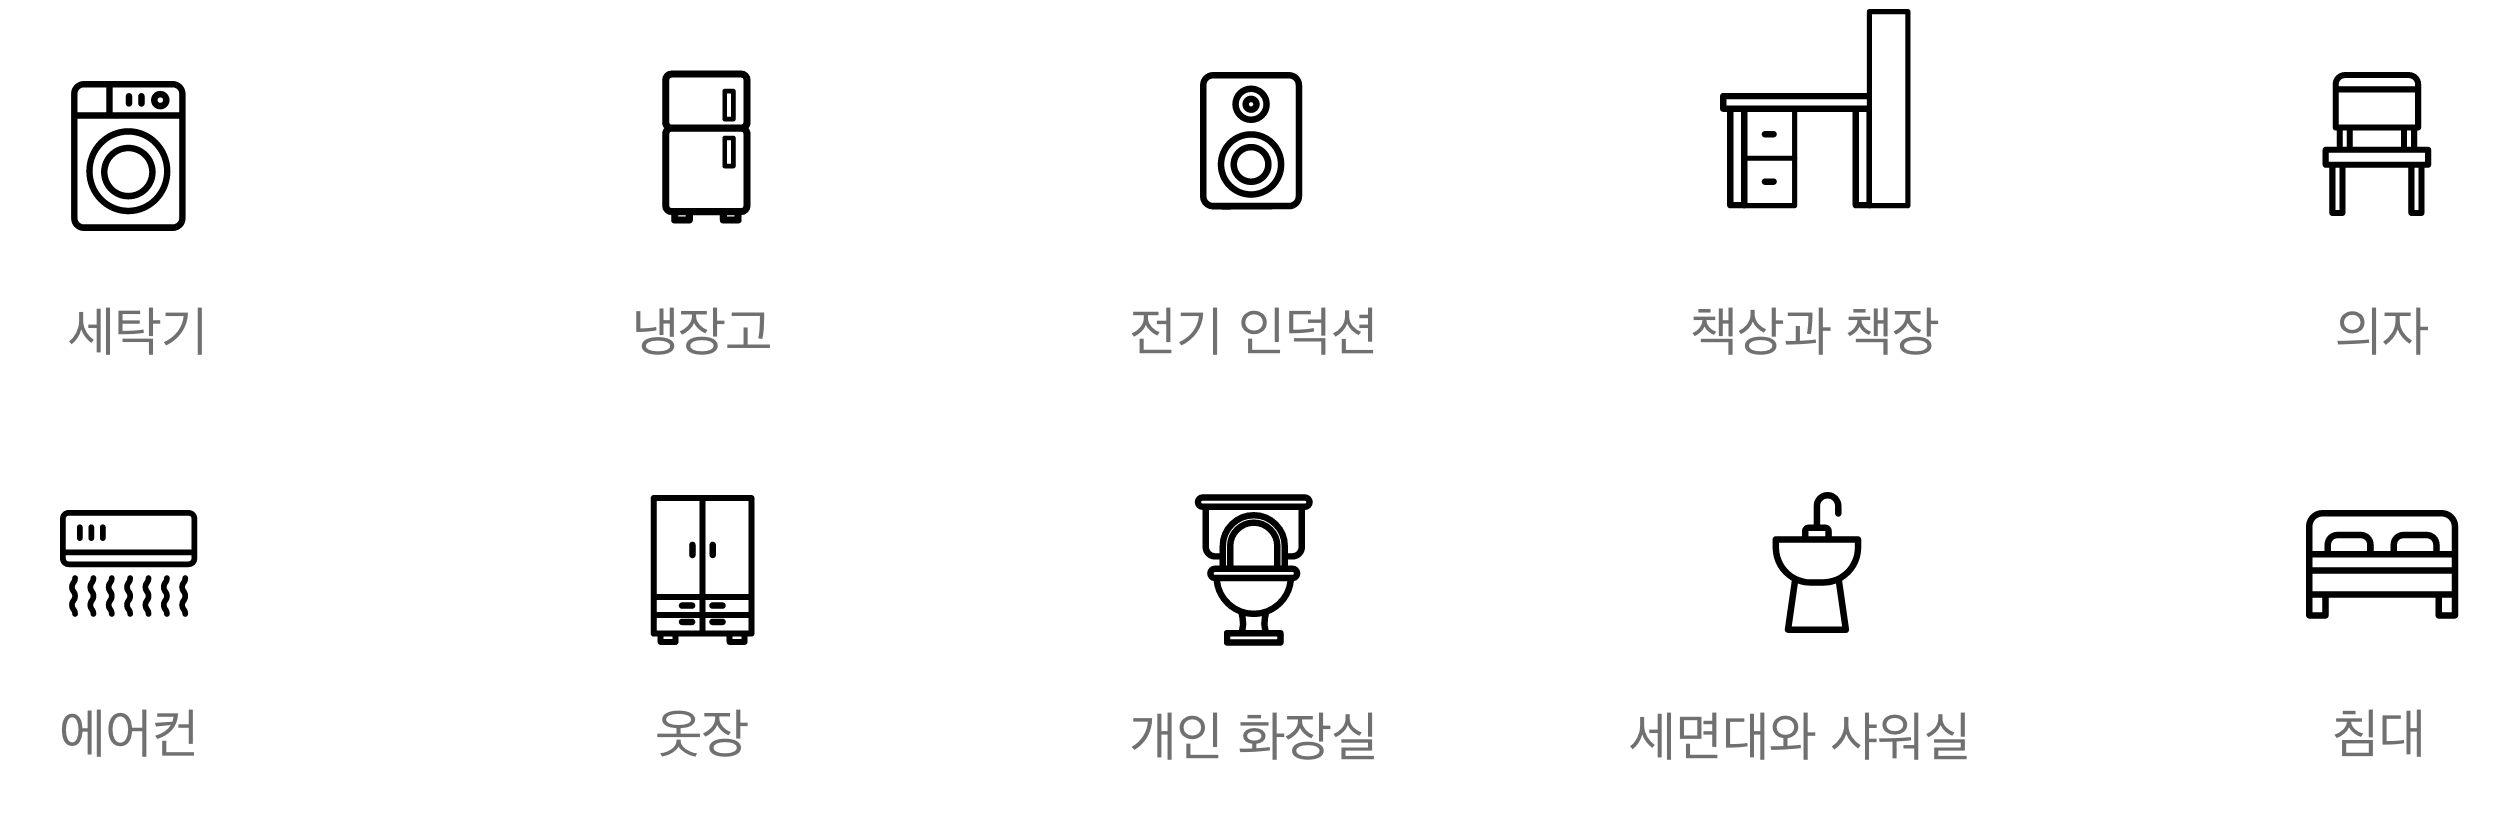 세탁기
냉장고
전기 인덕션
책장과 책장
의자
에어컨
옷장
개인 화장실
세면대와 샤워실
침대